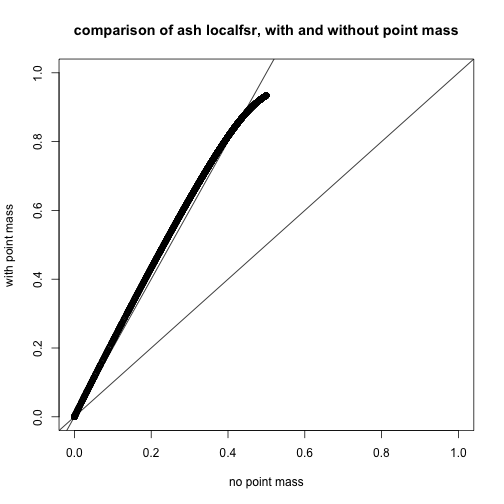 comparison of ash localfsr, with and without point mass
1.0
0.8
0.6
0.4
0.2
0.0
with point mass
0.0 0.2 0.4 0.6 0.8 1.0
no point mass